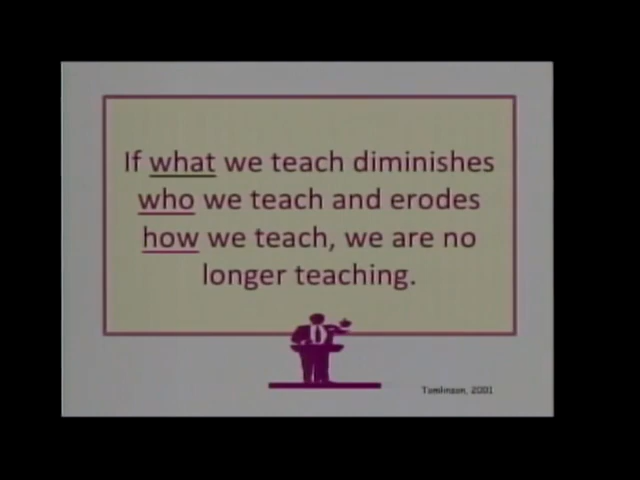 If what we teach diminishes
who we teach and erodes
how we teach, we are no
longer teaching.
Tomlinson, 2001